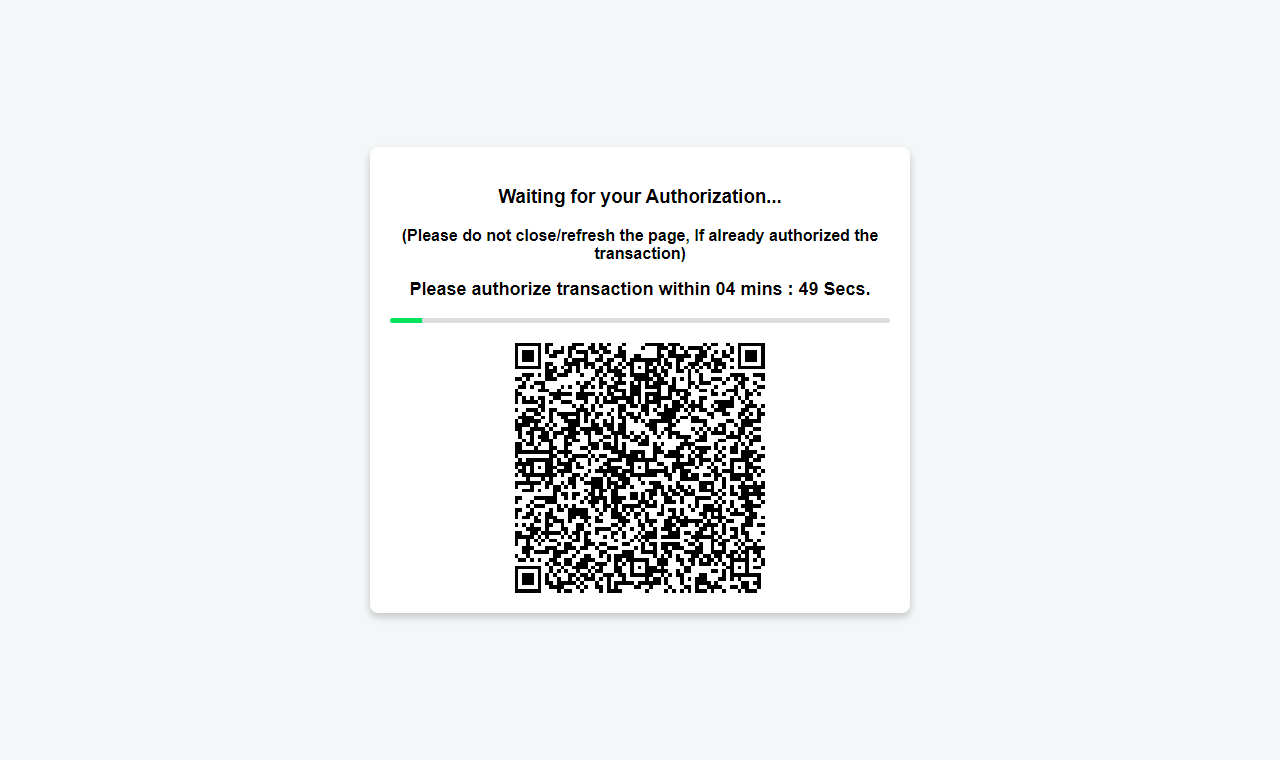 Waiting for your Authorization...
(Please do not close/refresh the page, If already authorized the
transaction)
Please authorize transaction within 04 mins : 49 Secs.